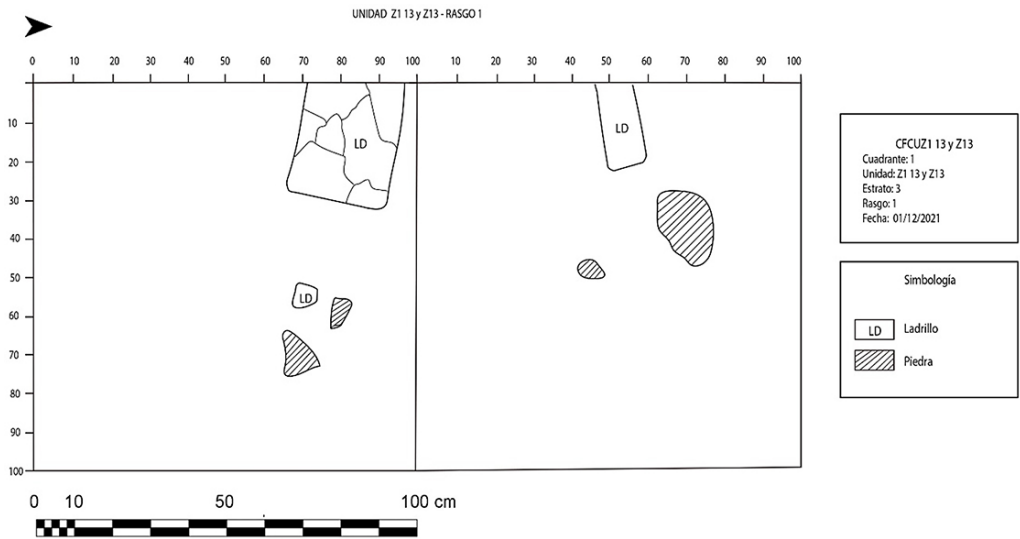 UNIDAD Z1 13 y Z13 - RASGO 1
0 10 20 30 40 50 60 70 80 90 100 10 20 30 40 50 60 70 80 90 100
10
20
30
40
50
60
70
80
90
100
LD
LD
LD
CFCUZ1 13 y Z13
Cuadrante: 1
Unidad: Z1 13 y Z13
Estrato: 3
Rasgo: 1
Fecha: 01/12/2021
Simbología
LD Ladrillo
Piedra
0 10 50 100 cm